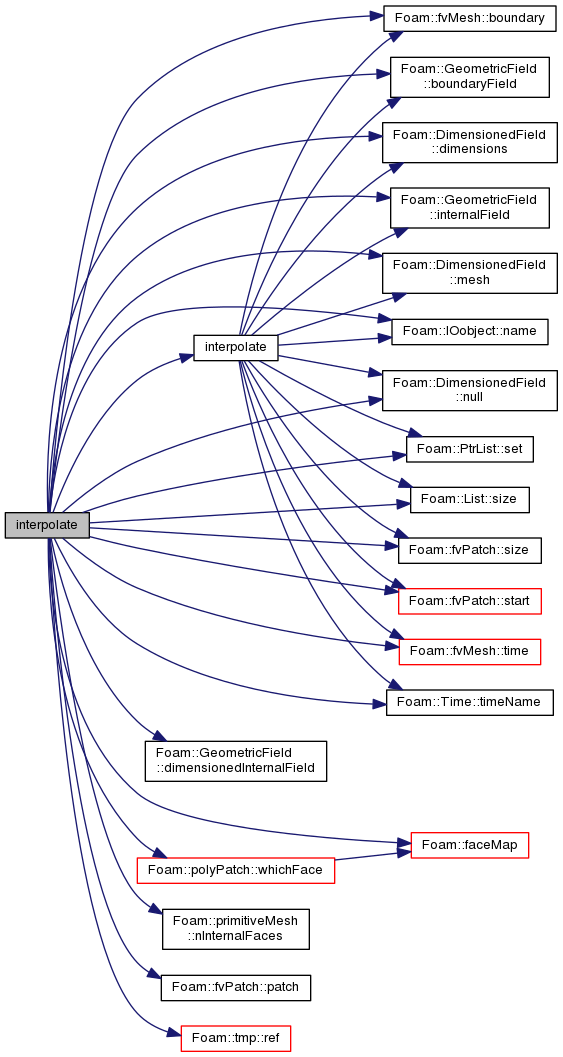 Foam::fvMesh::boundary
Foam::GeometricField
::boundaryField
Foam::DimensionedField
::dimensions
Foam::GeometricField
::internalField
Foam::DimensionedField
::mesh
Foam::IOobject::name
interpolate
Foam::DimensionedField
::null
Foam::PtrList::set
Foam::List::size
interpolate
Foam::fvPatch::size
Foam::fvPatch::start
Foam::fvMesh::time
Foam::Time::timeName
Foam::GeometricField
::dimensionedInternalField
Foam::faceMap
Foam::polyPatch::whichFace
Foam::primitiveMesh
::nInternalFaces
Foam::fvPatch::patch
Foam::tmp::ref